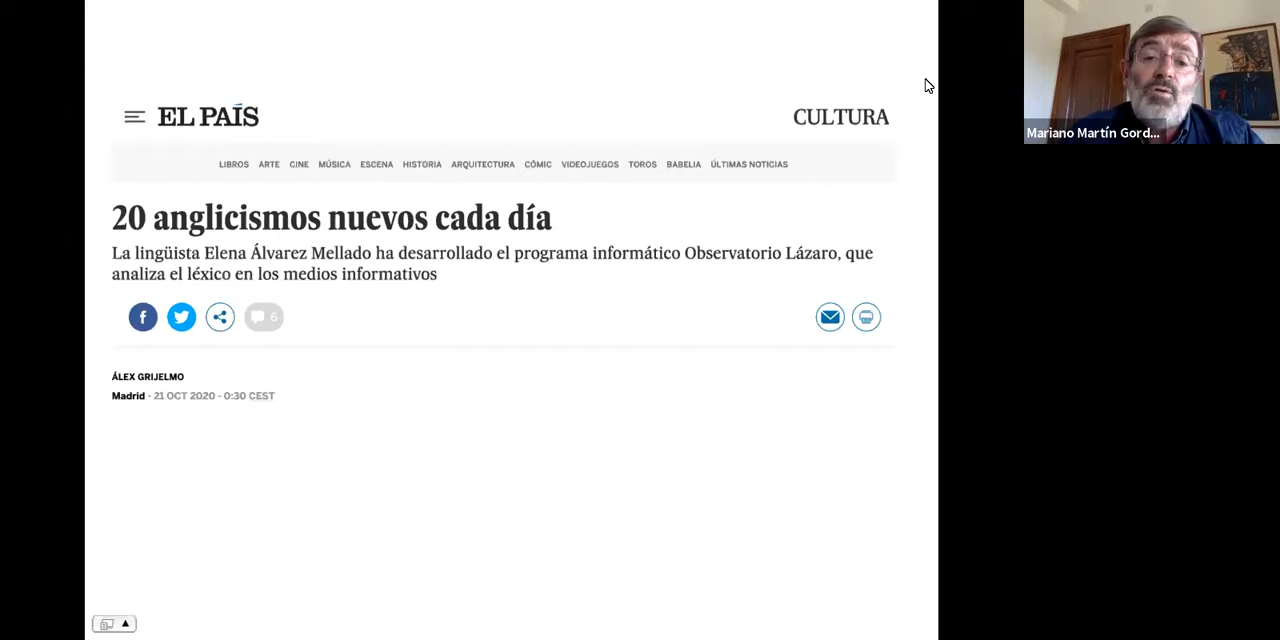 EL PAÍS
CULTURA
LIBROS ARTE CINE MÚSICA ESCENA HISTORIA ARQUITECTURA CÓMIC VIDEOJUEGOS TOROS BABELIA ÚLTIMAS NOTICIAS
20 anglicismos nuevos cada día
La lingüista Elena Álvarez Mellado ha desarrollado el programa informático Observatorio Lázaro, que
analiza el léxico en los medios informativos
6
ÁLEX GRIJELMO
Madrid - 21 OCT 2020 - 0:30 CEST
Mariano Martín Gord...